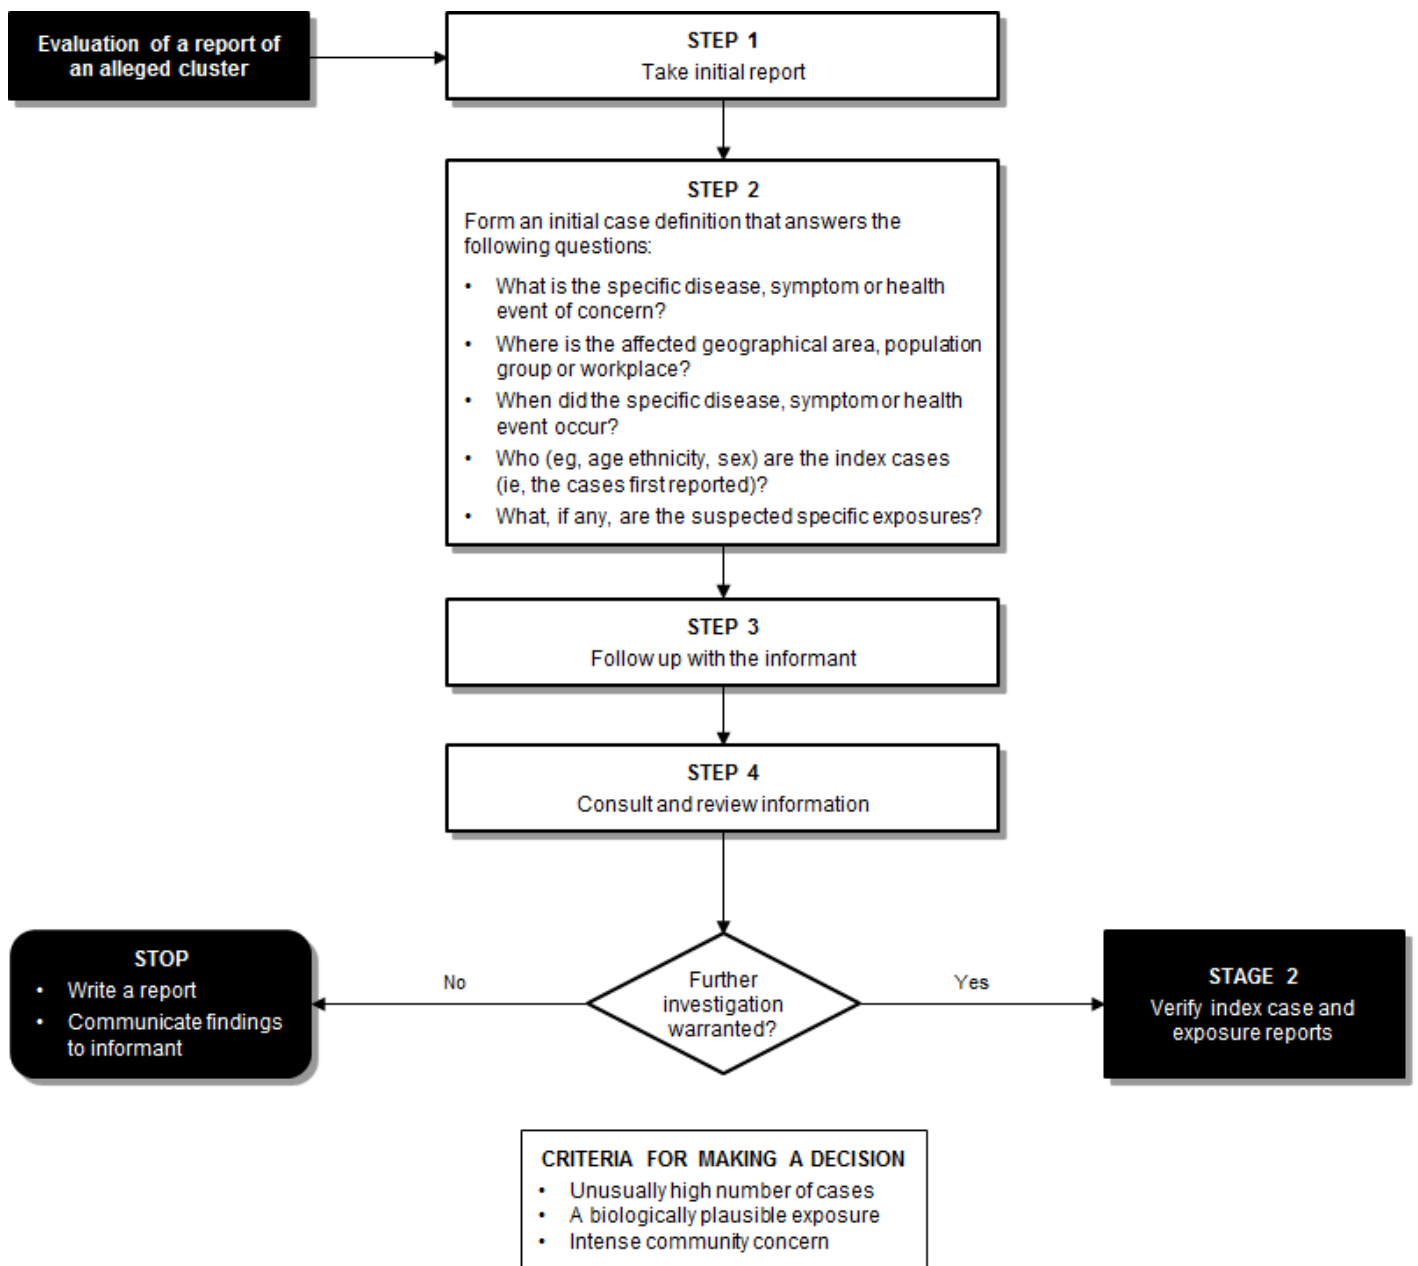 Evaluation of a report of
an alleged cluster
STEP 1
Take initial report
STEP 2
Form an initial case definition that answers the
following questions:
• What is the specific disease, symptom or health
event of concern?
• Where is the affected geographical area, population
group or workplace?
• When did the specific disease, symptom or health
event occur?
• Who (eg, age ethnicity, sex) are the index cases
(ie, the cases first reported)?
• What, if any, are the suspected specific exposures?
STEP 3
Follow up with the informant
STEP 4
Consult and review information
STOP
• Write a report
• Communicate findings
to informant
No
Further
investigation
warranted?
Yes
STAGE 2
Verify index case and
exposure reports
CRITERIA FOR MAKING A DECISION
• Unusually high number of cases
• A biologically plausible exposure
• Intense community concern